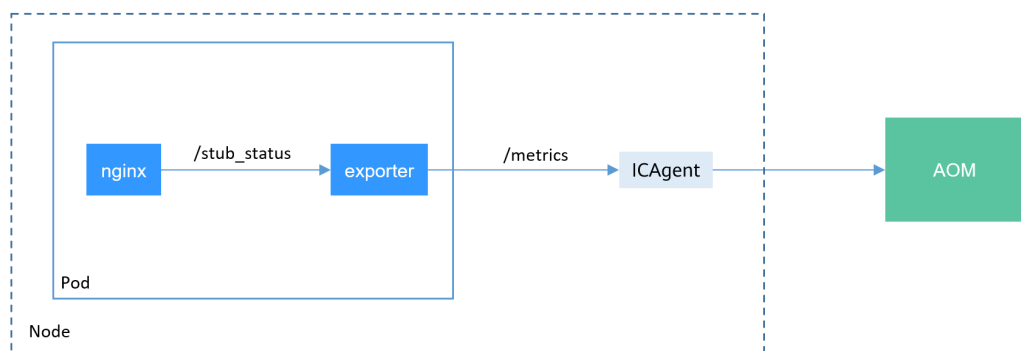 /stub_status
/metrics
nginx
exporter
ICAgent
AOM
Pod
Node